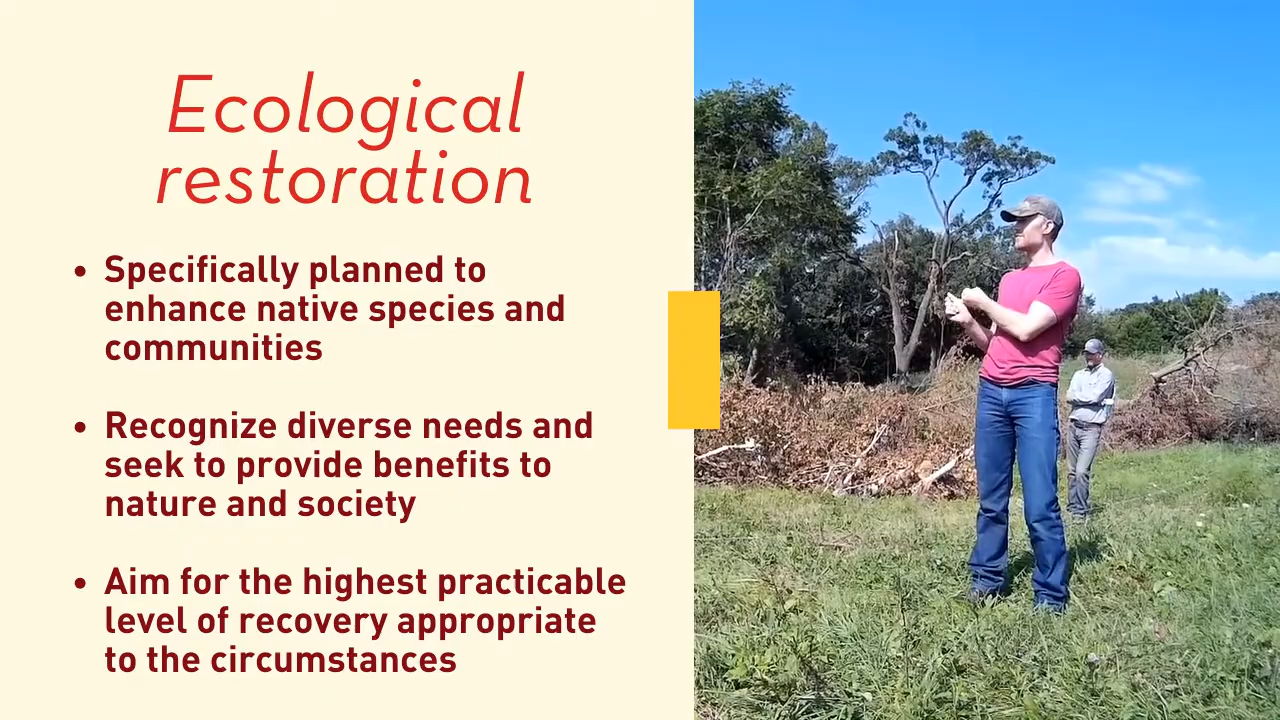 Ecological
restoration
• Specifically planned to
enhance native species and
communities
• Recognize diverse needs and
seek to provide benefits to
nature and society
• Aim for the highest practicable
level of recovery appropriate
to the circumstances